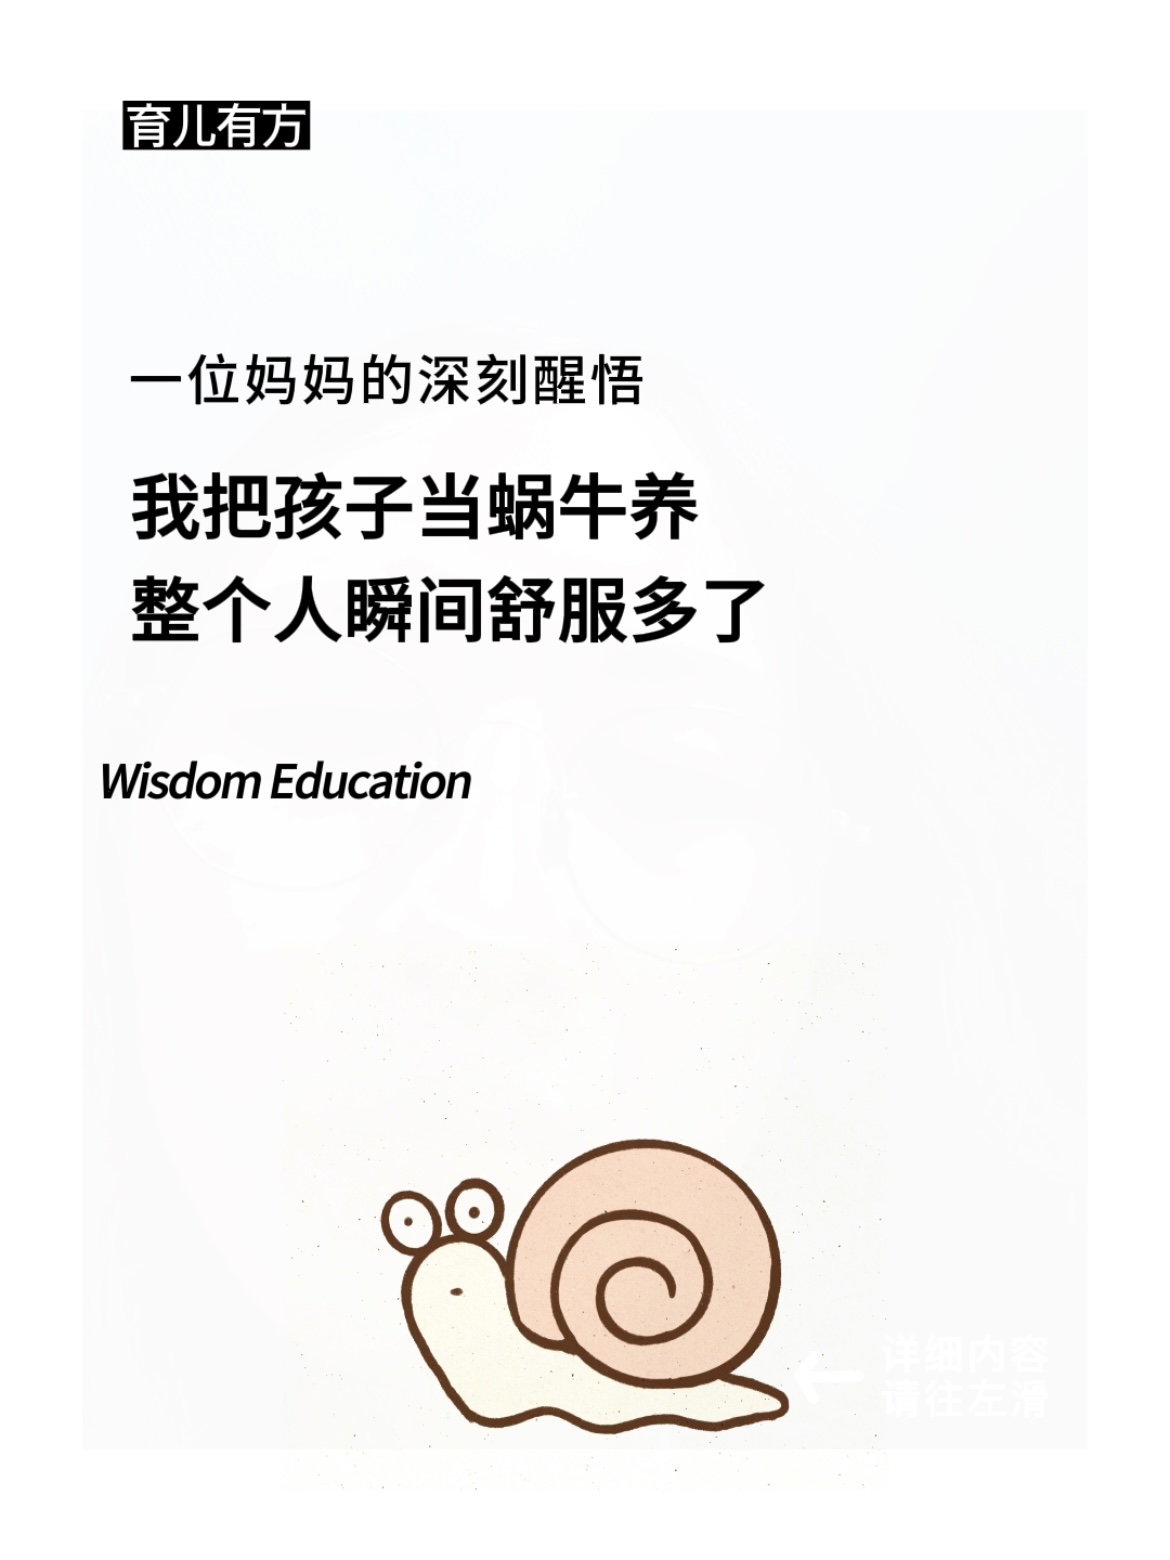 育儿有方
一位妈妈的深刻醒悟
我把孩子当蜗牛养
整个人瞬间舒服多了
Wisdom Education
详细内容
请往左滑